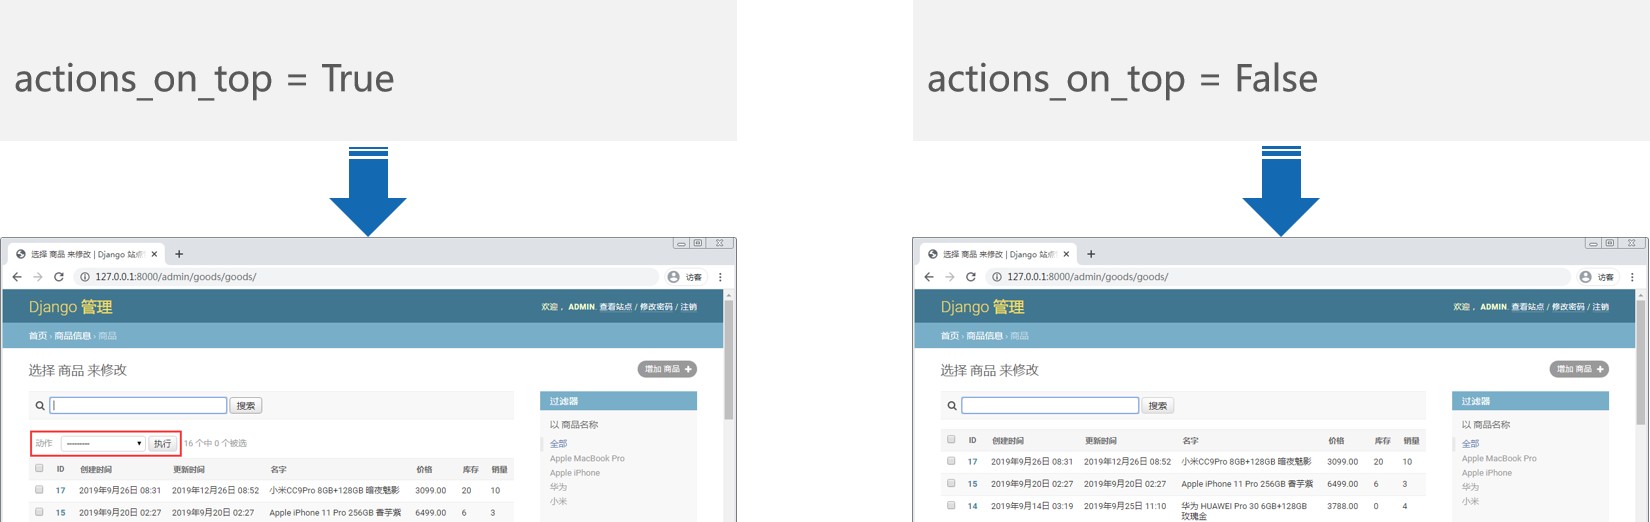 actions_on_top = True
选择 商品 来修改 | Django 站点
127.0.0.1:8000/admin/goods/goods/
访客
Django 管理
欢迎， ADMIN. 查看站点 / 修改密码 / 注销
首页 › 商品信息 › 商品
选择 商品 来修改
增加 商品 +
搜索
过滤器
以 商品名称
全部
Apple MacBook Pro
Apple iPhone
华为
小米
动作 --------- 执行 16 个中 0 个被选
ID 创建时间 更新时间 名字 价格 库存 销量
17 2019年9月26日 08:31 2019年12月26日 08:52 小米CC9Pro 8GB+128GB 暗夜魅影 3099.00 20 10
15 2019年9月20日 02:27 2019年9月20日 02:27 Apple iPhone 11 Pro 256GB 香芋紫 6499.00 6 3
actions_on_top = False
选择 商品 来修改 | Django 站点
127.0.0.1:8000/admin/goods/goods/
访客
Django 管理
欢迎， ADMIN. 查看站点 / 修改密码 / 注销
首页 › 商品信息 › 商品
选择 商品 来修改
增加 商品 +
搜索
过滤器
以 商品名称
全部
Apple MacBook Pro
Apple iPhone
华为
小米
ID 创建时间 更新时间 名字 价格 库存 销量
17 2019年9月26日 08:31 2019年12月26日 08:52 小米CC9Pro 8GB+128GB 暗夜魅影 3099.00 20 10
15 2019年9月20日 02:27 2019年9月20日 02:27 Apple iPhone 11 Pro 256GB 香芋紫 6499.00 6 3
14 2019年9月14日 03:19 2019年9月25日 11:10 华为 HUAWEI Pro 30 6GB+128GB 3788.00 0 4
玫瑰金